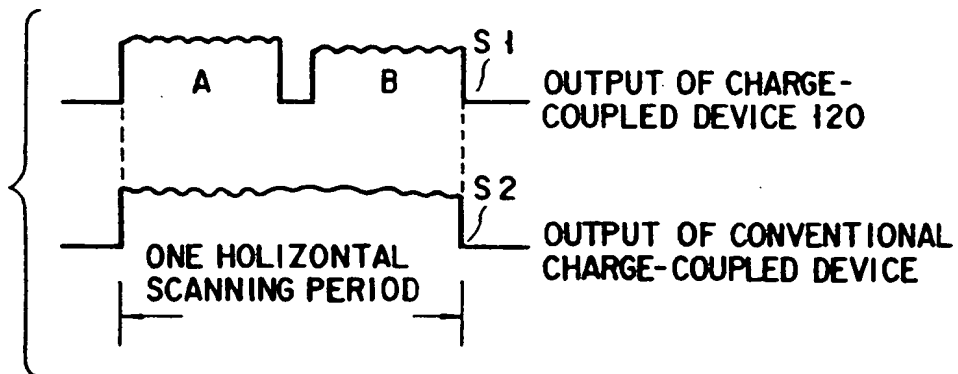 S1
A
B
OUTPUT OF CHARGE-
COUPLED DEVICE 120
S2
OUTPUT OF CONVENTIONAL
CHARGE-COUPLED DEVICE
ONE HOLIZONTAL
SCANNING PERIOD